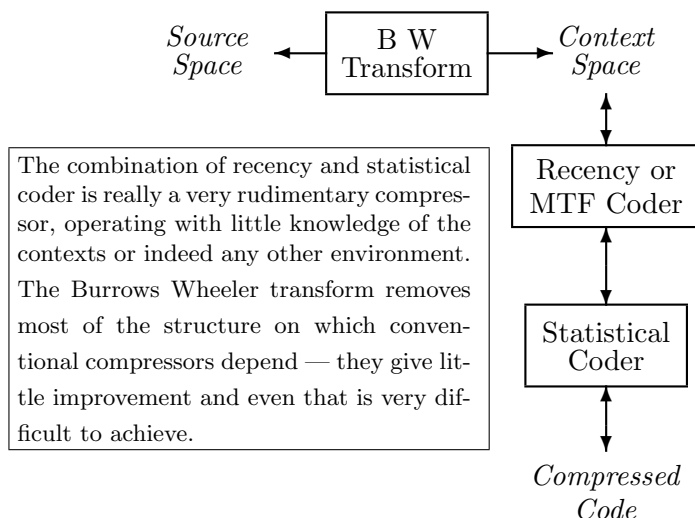 Source
Space
B W
Transform
Context
Space
The combination of recency and statistical
coder is really a very rudimentary compres-
sor, operating with little knowledge of the
contexts or indeed any other environment.
The Burrows Wheeler transform removes
most of the structure on which conven-
tional compressors depend — they give lit-
tle improvement and even that is very dif-
ficult to achieve.
Recency or
MTF Coder
Statistical
Coder
Compressed
Code